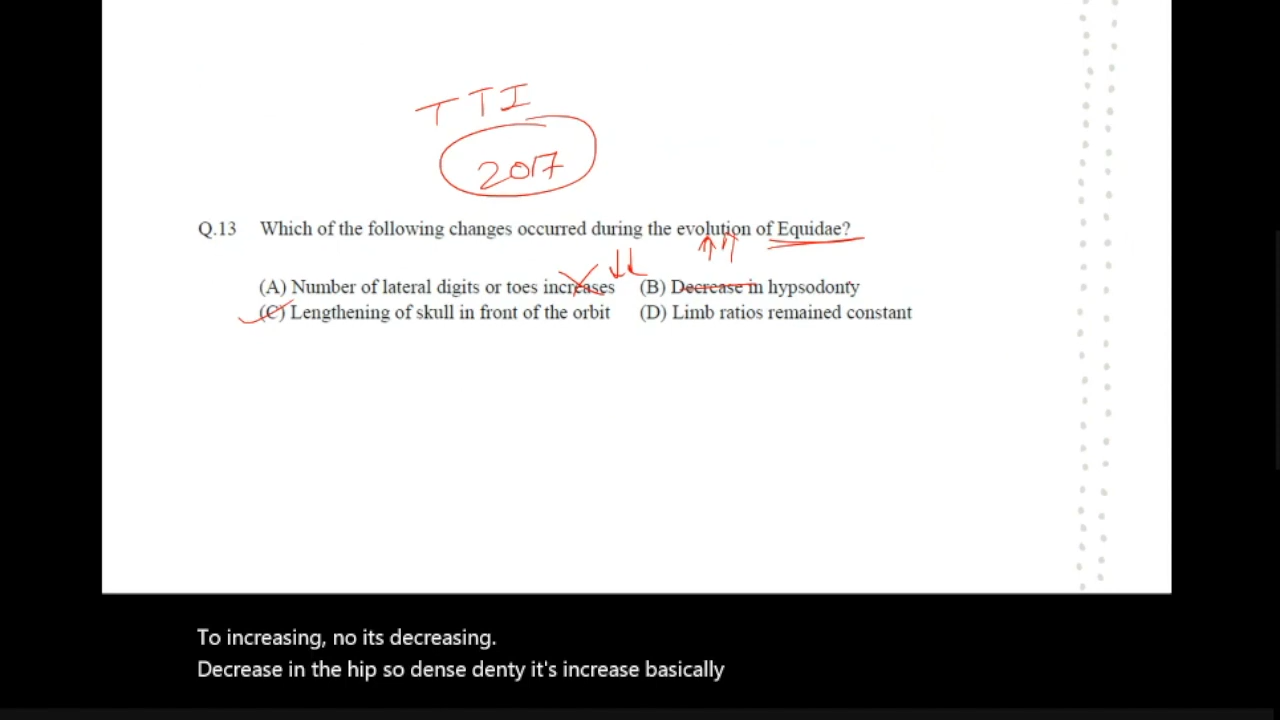 TTI
2017
Q.13 Which of the following changes occurred during the evolution of Equidae?
(A) Number of lateral digits or toes increases (B) Decrease in hypsodonty
(C) Lengthening of skull in front of the orbit (D) Limb ratios remained constant
To increasing, no its decreasing.
Decrease in the hip so dense denty it's increase basically